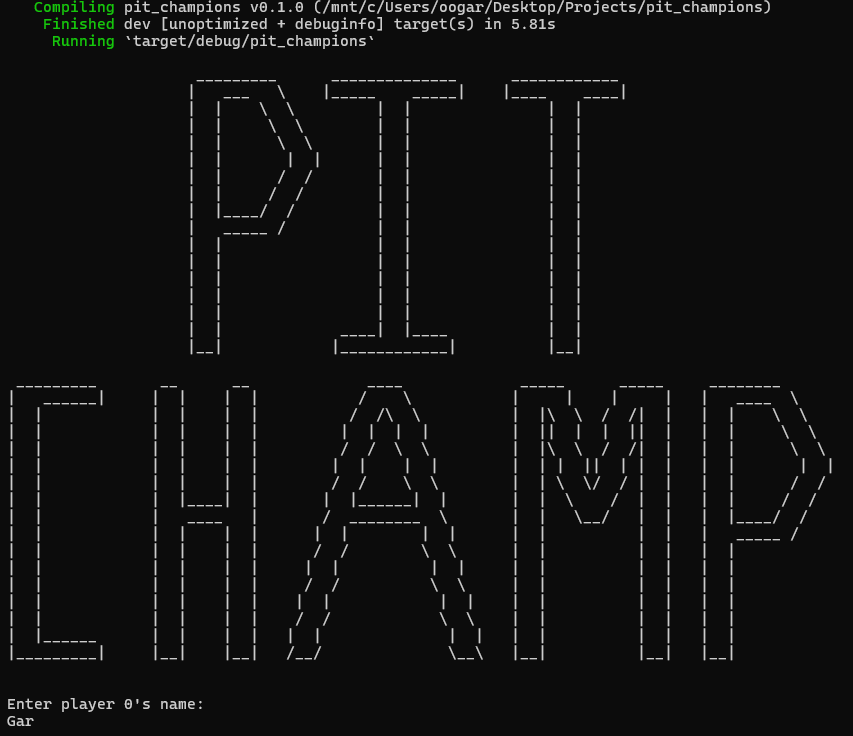 Compiling pit_champions v0.1.0 (/mnt/c/Users/oogar/Desktop/Projects/pit_champions)
Finished dev [unoptimized + debuginfo] target(s) in 5.81s
Running `target/debug/pit_champions`
PIT
CHAMP
Enter player 0's name:
Gar